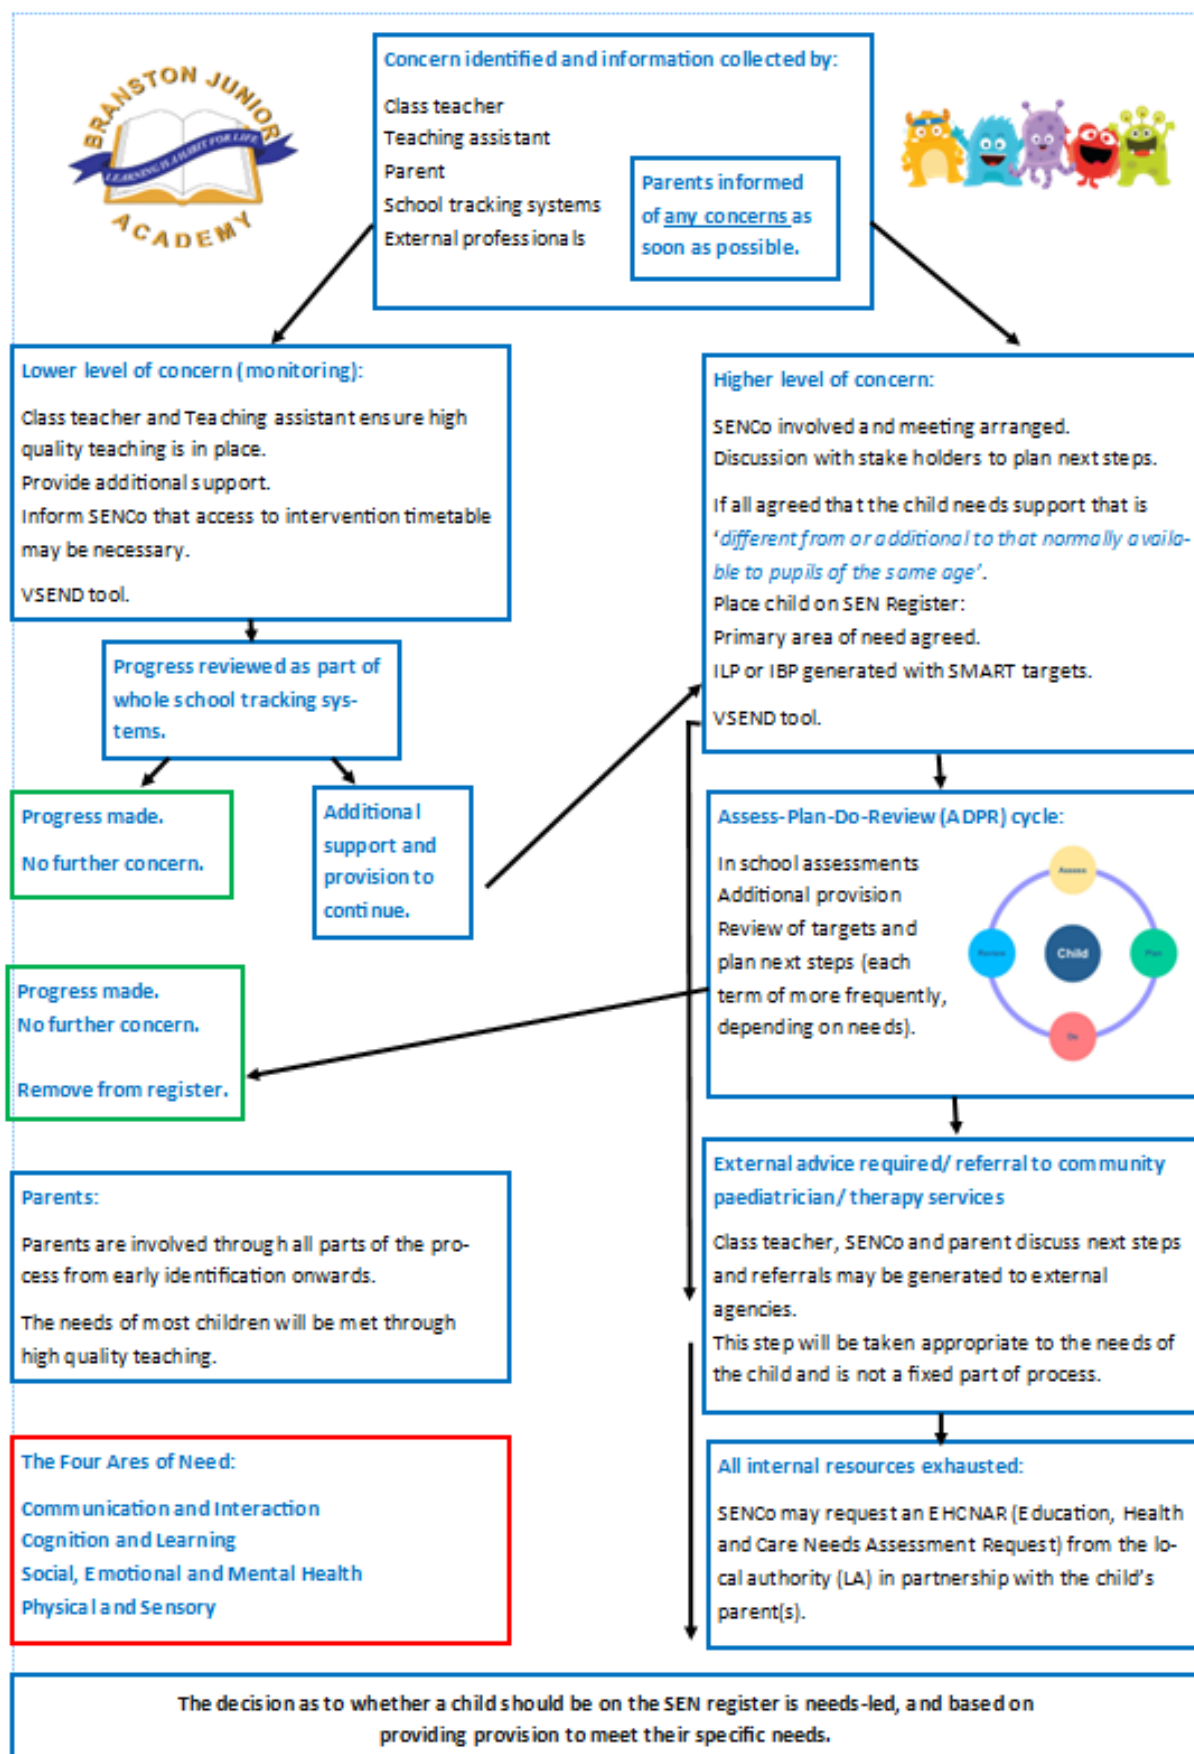 BRANSTON JUNIOR
LEARNING IS A HABIT FOR LIFE
ACADEMY
Concern identified and information collected by:
Class teacher
Teaching assistant
Parent
School tracking systems
External professionals
Parents informed
of any concerns as
soon as possible.
Lower level of concern (monitoring):
Class teacher and Teaching assistant ensure high
quality teaching is in place.
Provide additional support.
Inform SENCo that access to intervention timetable
may be necessary.
VSEND tool.
Higher level of concern:
SENCo involved and meeting arranged.
Discussion with stake holders to plan next steps.
If all agreed that the child needs support that is
‘different from or additional to that normally availa-
ble to pupils of the same age’.
Place child on SEN Register:
Primary area of need agreed.
ILP or IBP generated with SMART targets.
VSEND tool.
Progress reviewed as part of
whole school tracking sys-
tems.
Progress made.
No further concern.
Additional
support and
provision to
continue.
Assess-Plan-Do-Review (ADPR) cycle:
In school assessments
Additional provision
Review of targets and
plan next steps (each
term of more frequently,
depending on needs).
Assess
Review
Child
Plan
Do
Progress made.
No further concern.
Remove from register.
External advice required/ referral to community
paediatrician/ therapy services
Class teacher, SENCo and parent discuss next steps
and referrals may be generated to external
agencies.
This step will be taken appropriate to the needs of
the child and is not a fixed part of process.
Parents:
Parents are involved through all parts of the pro-
cess from early identification onwards.
The needs of most children will be met through
high quality teaching.
The Four Ares of Need:
Communication and Interaction
Cognition and Learning
Social, Emotional and Mental Health
Physical and Sensory
All internal resources exhausted:
SENCo may request an EHCNAR (Education, Health
and Care Needs Assessment Request) from the lo-
cal authority (LA) in partnership with the child’s
parent(s).
The decision as to whether a child should be on the SEN register is needs-led, and based on
providing provision to meet their specific needs.